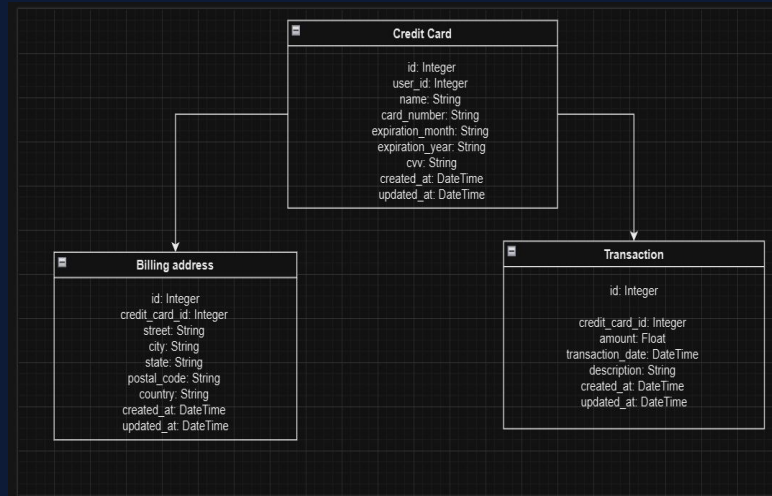 Credit Card
id: Integer
user_id: Integer
name: String
card_number: String
expiration_month: String
expiration_year: String
cvv: String
created_at: DateTime
updated_at: DateTime
Billing address
id: Integer
credit_card_id: Integer
street: String
city: String
state: String
postal_code: String
country: String
created_at: DateTime
updated_at: DateTime
Transaction
id: Integer
credit_card_id: Integer
amount: Float
transaction_date: DateTime
description: String
created_at: DateTime
updated_at: DateTime